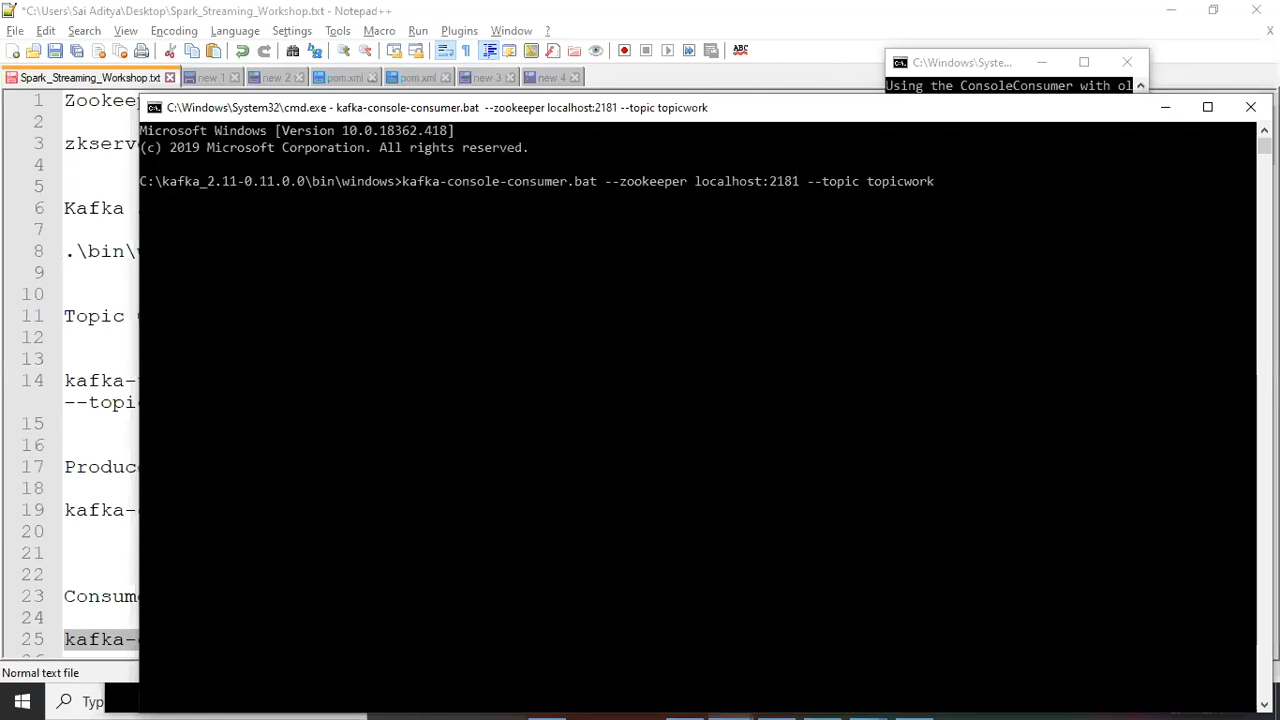 *C:\Users\Sai Aditya\Desktop\Spark_Streaming_Workshop.txt - Notepad++
File Edit Search View Encoding Language Settings Tools Macro Run Plugins Window ?
X
ABC
Spark_Streaming_Workshop.txt new 1 new 2 pom.xml pom.xml new 3 new 4
C:\Windows\Syste...
Using the ConsoleConsumer with ol
C:\Windows\System32\cmd.exe - kafka-console-consumer.bat --zookeeper localhost:2181 --topic topicwork
Microsoft Windows [Version 10.0.18362.418]
(c) 2019 Microsoft Corporation. All rights reserved.
C:\kafka_2.11-0.11.0.0\bin\windows>kafka-console-consumer.bat --zookeeper localhost:2181 --topic topicwork
1 Zookee
2
3 zkserv
4
5
6 Kafka
7
8 .\bin\
9
10
11 Topic
12
13
14 kafka-
--topi
15
16
17 Produc
18
19 kafka-
20
21
22
23 Consum
24
25 kafka-
Normal text file
Typ